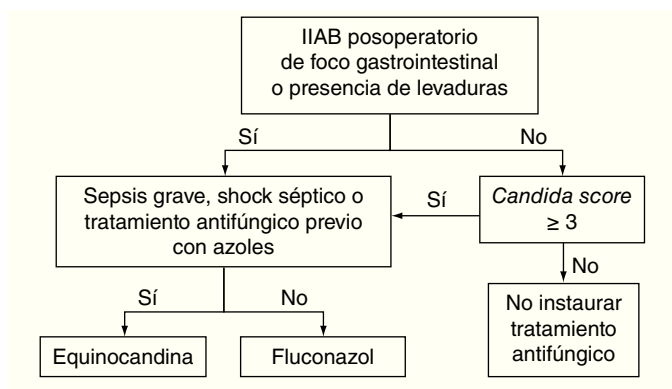 IIAB posoperatorio
de foco gastrointestinal
o presencia de levaduras
Sí
No
Sepsis grave, shock séptico o
tratamiento antifúngico previo
con azoles
Sí
Candida score
≥ 3
Sí
No
No
Equinocandina
Fluconazol
No instaurar
tratamiento
antifúngico